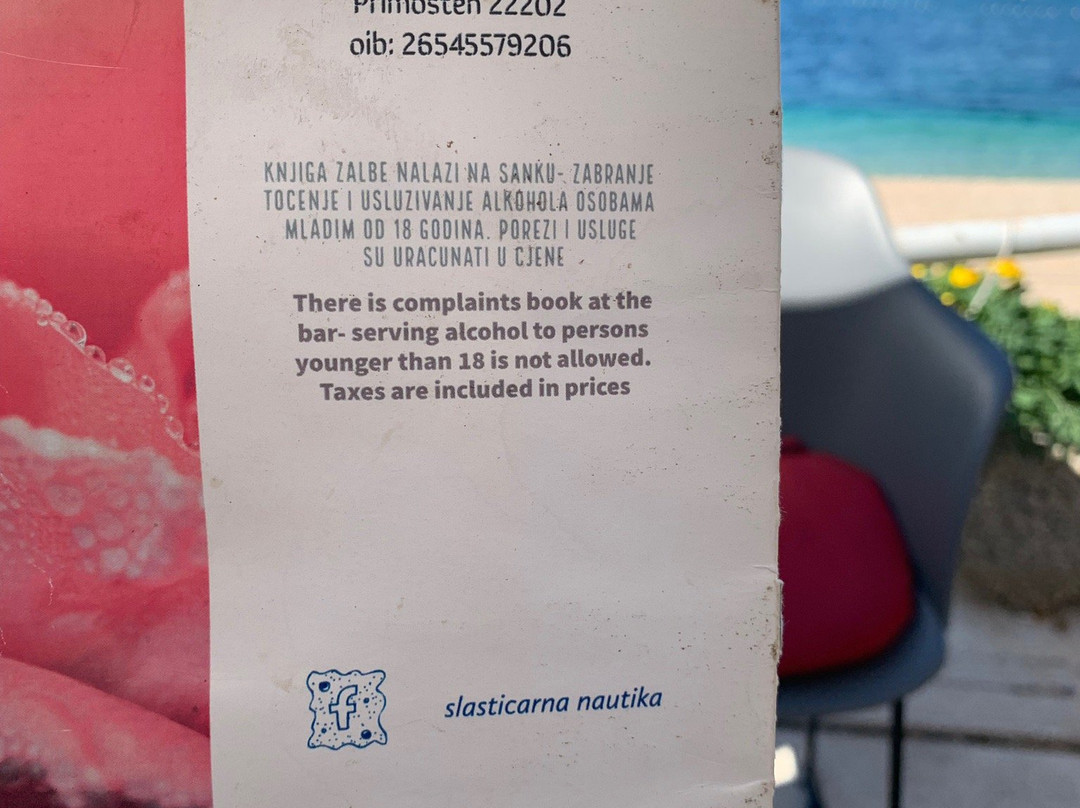 Primosten 22202
oib: 26545579206
KNJIGA ZALBE NALAZI NA SANKU- ZABRANJE
TOCENJE I USLUZIVANJE ALKOHOLA OSOBAMA
MLADIM OD 18 GODINA. POREZI I USLUGE
SU URACUNATI U CJENE
There is complaints book at the
bar- serving alcohol to persons
younger than 18 is not allowed.
Taxes are included in prices
f
slasticarna nautika